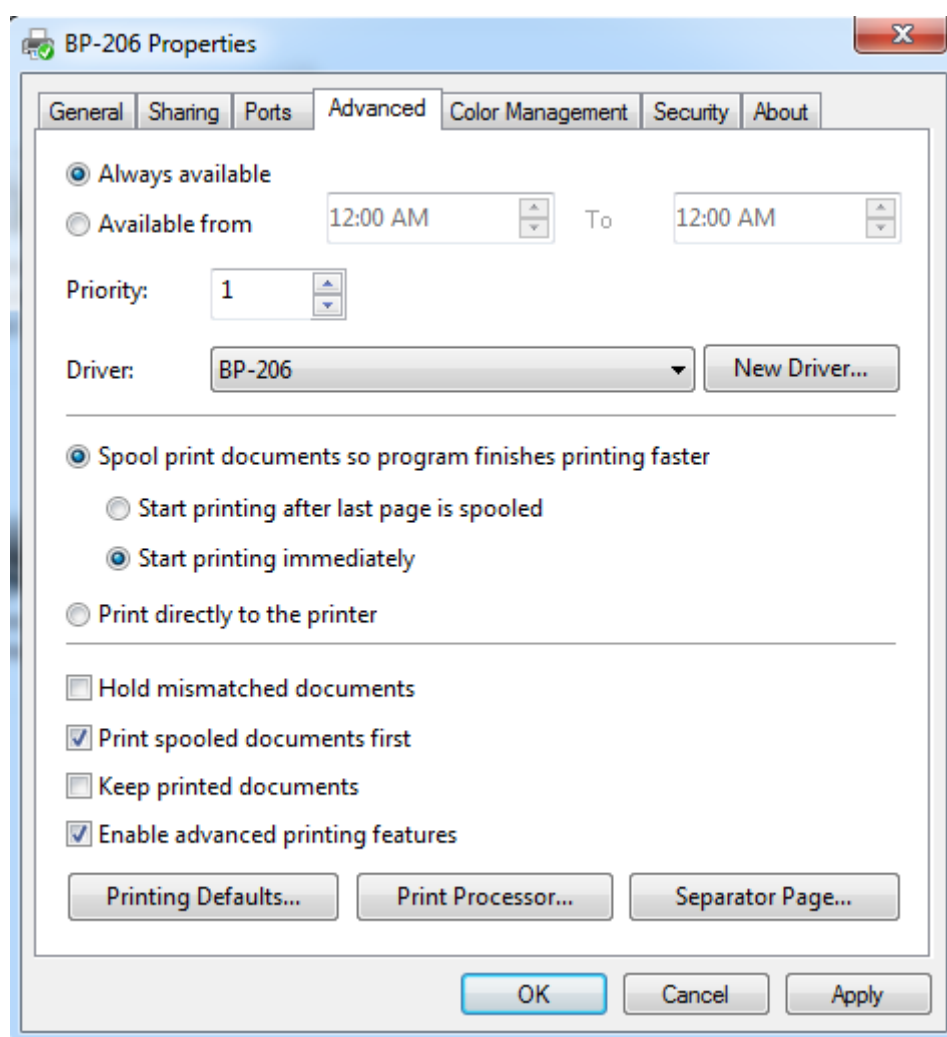 BP-206 Properties
General Sharing Ports Advanced Color Management Security About
Always available
Available from 12:00 AM To 12:00 AM
Priority: 1
Driver: BP-206 New Driver...
Spool print documents so program finishes printing faster
Start printing after last page is spooled
Start printing immediately
Print directly to the printer
Hold mismatched documents
Print spooled documents first
Keep printed documents
Enable advanced printing features
Printing Defaults... Print Processor... Separator Page...
OK Cancel Apply